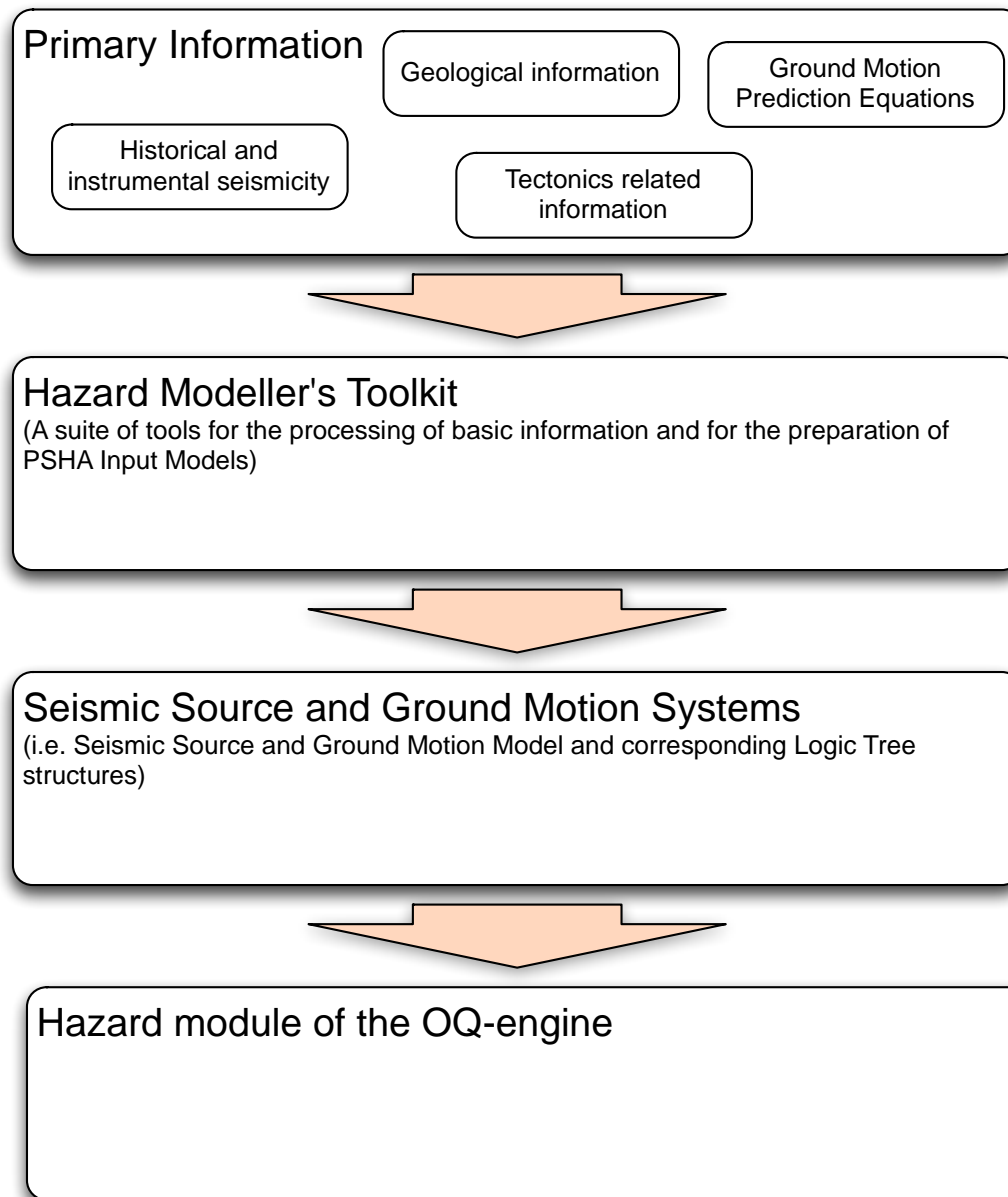 Primary Information
Geological information
Ground Motion
Prediction Equations
Historical and
instrumental seismicity
Tectonics related
information
Hazard Modeller's Toolkit
(A suite of tools for the processing of basic information and for the preparation of
PSHA Input Models)
Seismic Source and Ground Motion Systems
(i.e. Seismic Source and Ground Motion Model and corresponding Logic Tree
structures)
Hazard module of the OQ-engine